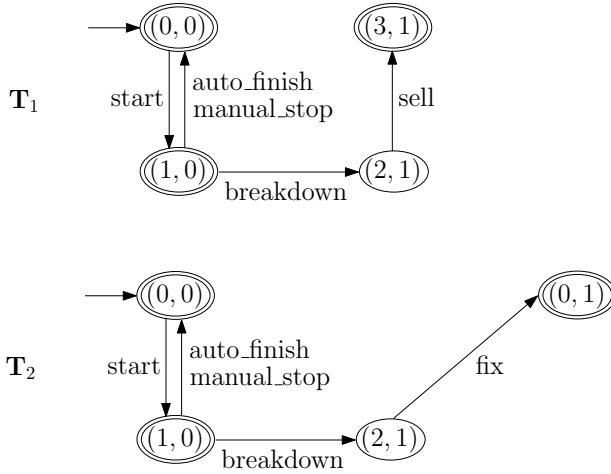 (0, 0)
(3, 1)
T1
start
auto_finish
manual_stop
sell
(1, 0)
(2, 1)
breakdown
(0, 0)
(0, 1)
T2
start
auto_finish
manual_stop
fix
(1, 0)
(2, 1)
breakdown